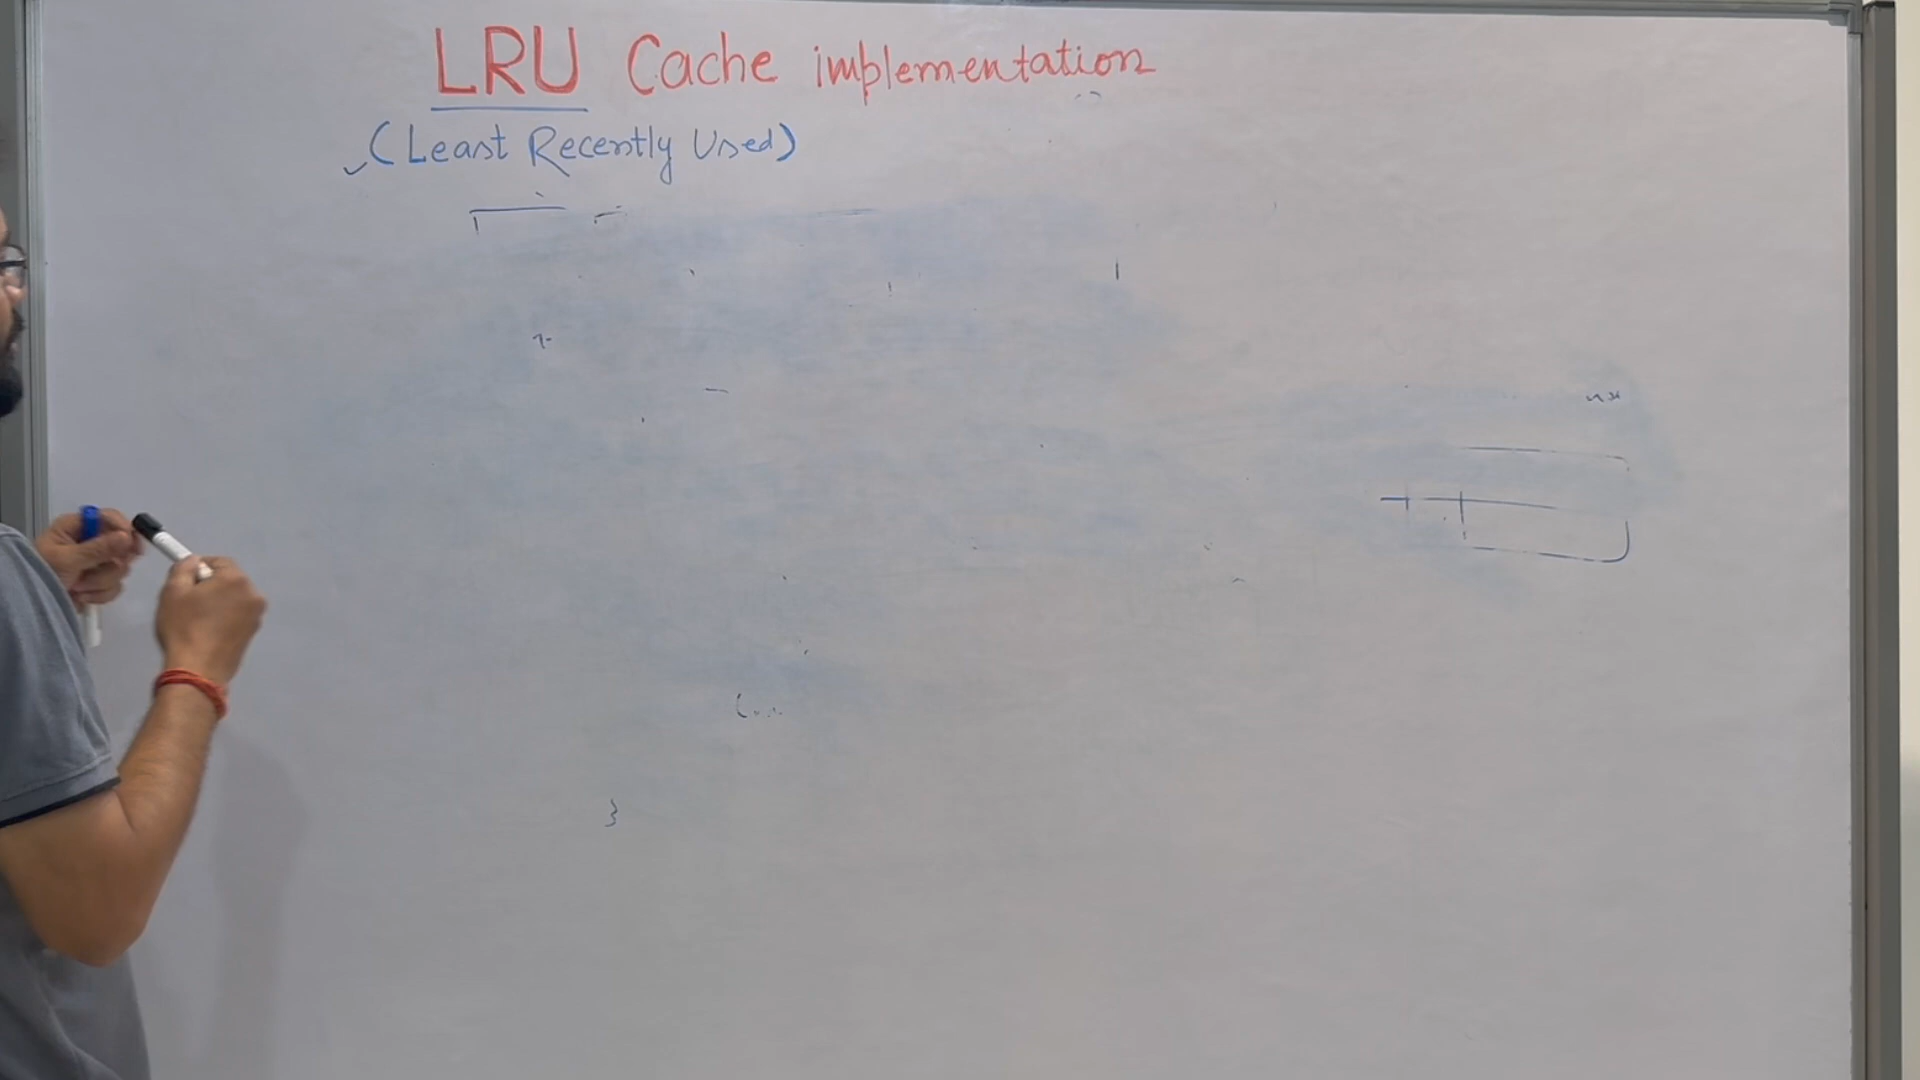 LRU Cache implementation
(Least Recently Used)
}